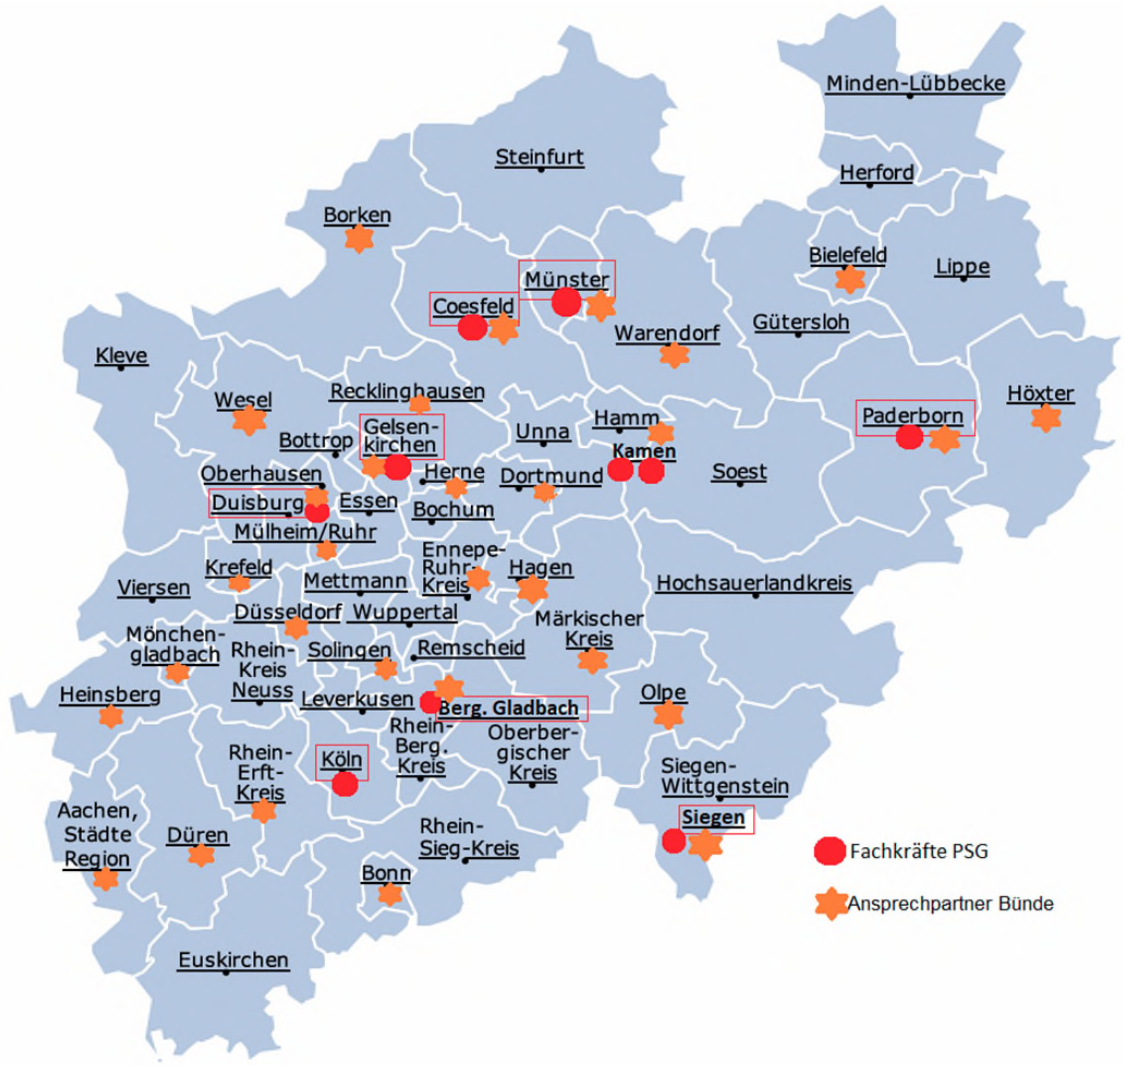 Minden-Lübbecke
Steinfurt
Herford
Borken
Bielefeld
Lippe
Münster
Coesfeld
Gütersloh
Warendorf
Kleve
Recklinghausen
Wesel
Höxter
Paderborn
Hamm
Gelsen-
kirchen
Unna
Bottrop
Kamen
Oberhausen
Herne
Dortmund
Soest
Duisburg
Essen
Bochum
Mülheim/Ruhr
Ennepe-
Ruhr-
Kreis
Krefeld
Hagen
Viersen
Mettmann
Hochsauerlandkreis
Düsseldorf
Wuppertal
Märkischer
Kreis
Mönchen-
gladbach
Rhein-
Kreis
Neuss
Solingen
Remscheid
Heinsberg
Leverkusen
Berg. Gladbach
Olpe
Rhein-
Berg.
Kreis
Oberber-
gischer
Kreis
Rhein-
Erft-
Kreis
Köln
Siegen-
Wittgenstein
Aachen,
Städte
Region
Siegen
Düren
Rhein-
Sieg-Kreis
Fachkräfte PSG
Bonn
Ansprechpartner Bünde
Euskirchen